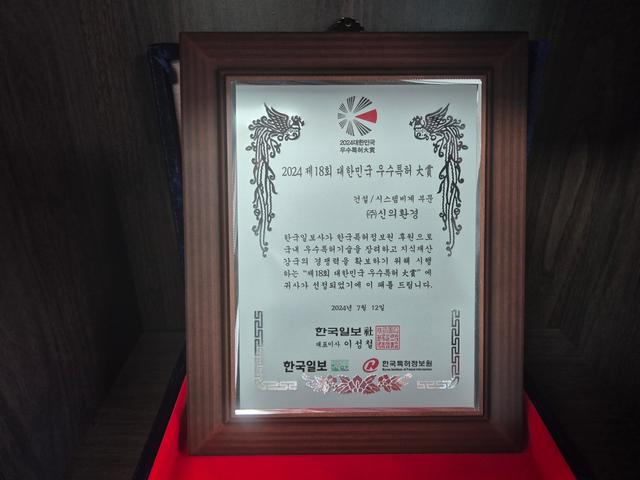 2024대한민국
우수특허大賞
2024 제18회 대한민국 우수특허 大賞
건설/시스템비계 부문
㈜신의환경
한국일보사가 한국특허정보원 후원으로
국내 우수특허기술을 장려하고 지식재산
강국의 경쟁력을 확보하기 위해 시행
하는 "제18회 대한민국 우수특허 大賞" 에
귀사가 선정되었기에 이 패를 드립니다.
2024년 7월 12일
한국일보社
대표이사 이성철
한국일보
한국특허정보원
Korea Institute of Patent Information